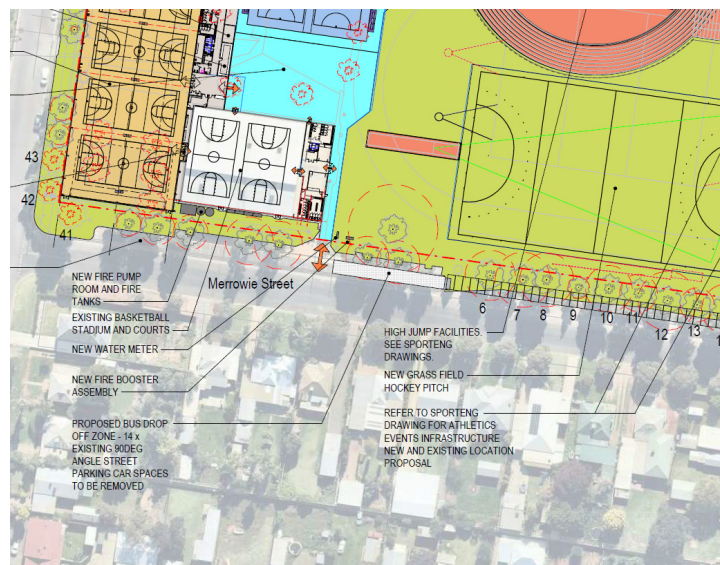 43
42
41
Merrowie Street
NEW FIRE PUMP
ROOM AND FIRE
TANKS
EXISTING BASKETBALL
STADIUM AND COURTS
NEW WATER METER
NEW FIRE BOOSTER
ASSEMBLY
PROPOSED BUS DROP
OFF ZONE - 14 x
EXISTING 90DEG
ANGLE STREET
PARKING CAR SPACES
TO BE REMOVED
6
7
8
9
10
11
12
13
HIGH JUMP FACILITIES.
SEE SPORTENG
DRAWINGS.
NEW GRASS FIELD
HOCKEY PITCH
REFER TO SPORTENG
DRAWING FOR ATHLETICS
EVENTS INFRASTRUCTURE
NEW AND EXISTING LOCATION
PROPOSAL